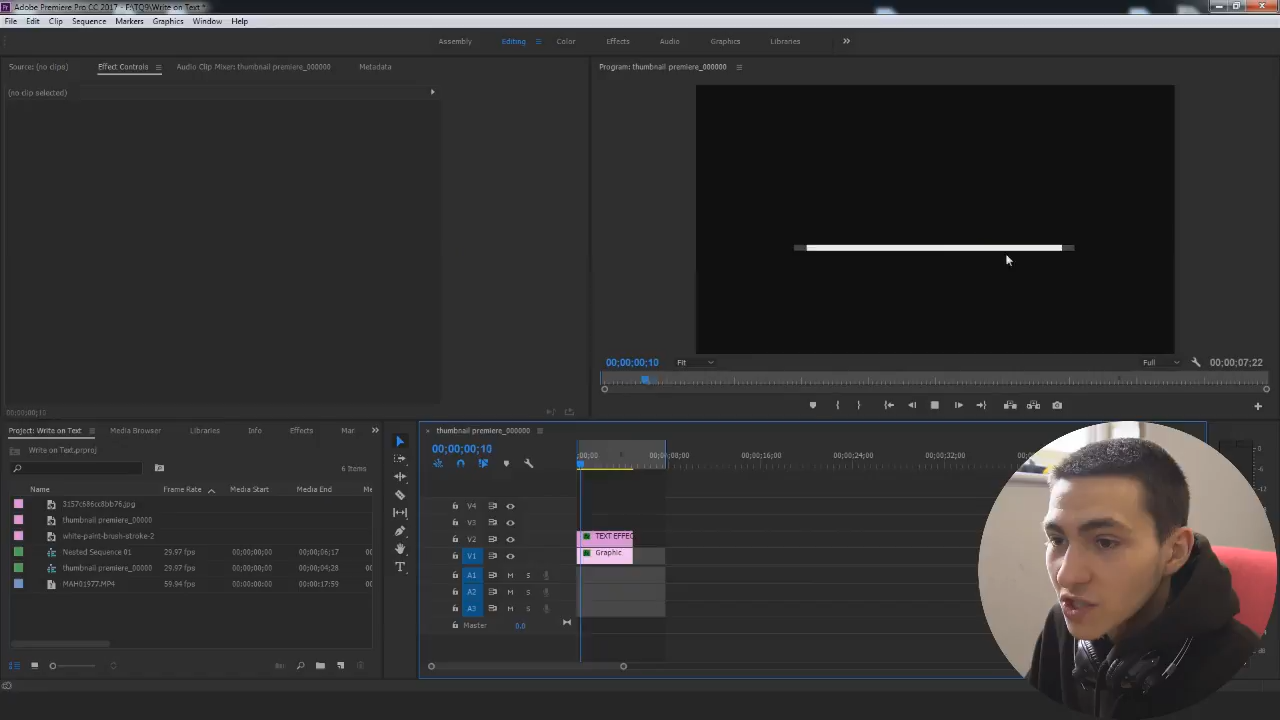 Adobe Premiere Pro CC 2017 - F:\TQ9\Write on Text *
File Edit Clip Sequence Markers Graphics Window Help
Assembly Editing Color Effects Audio Graphics Libraries
Source: (no clips) Effect Controls Audio Clip Mixer: thumbnail premiere_000000 Metadata
Program: thumbnail premiere_000000
(no clip selected)
00;00;00;10 Fit Full 00;00;07;22
Project: Write on Text Media Browser Libraries Info Effects Mar
thumbnail premiere_000000
Write on Text.prproj
00;00;00;10
;00;00 00;00;08;00 00;00;16;00 00;00;24;00 00;00;32;00
6 Items
Name Frame Rate Media Start Media End Me
3157c686cc8bb76.jpg
thumbnail premiere_00000
white-paint-brush-stroke-2
Nested Sequence 01 29.97 fps 00;00;00;00 00;00;06;17
thumbnail premiere_00000 29.97 fps 00;00;00;00 00;00;04;28
MAH01977.MP4 59.94 fps 00;00;00;00 00;00;17;59
V4
V3
V2 TEXT EFFEC
V1 Graphic
A1 M S
A2 M S
A3 M S
Master 0.0